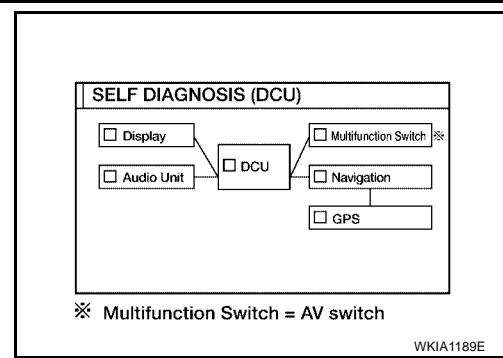 SELF DIAGNOSIS (DCU)
Display
Multifunction Switch ※
DCU
Audio Unit
Navigation
GPS
※ Multifunction Switch = AV switch
WKIA1189E